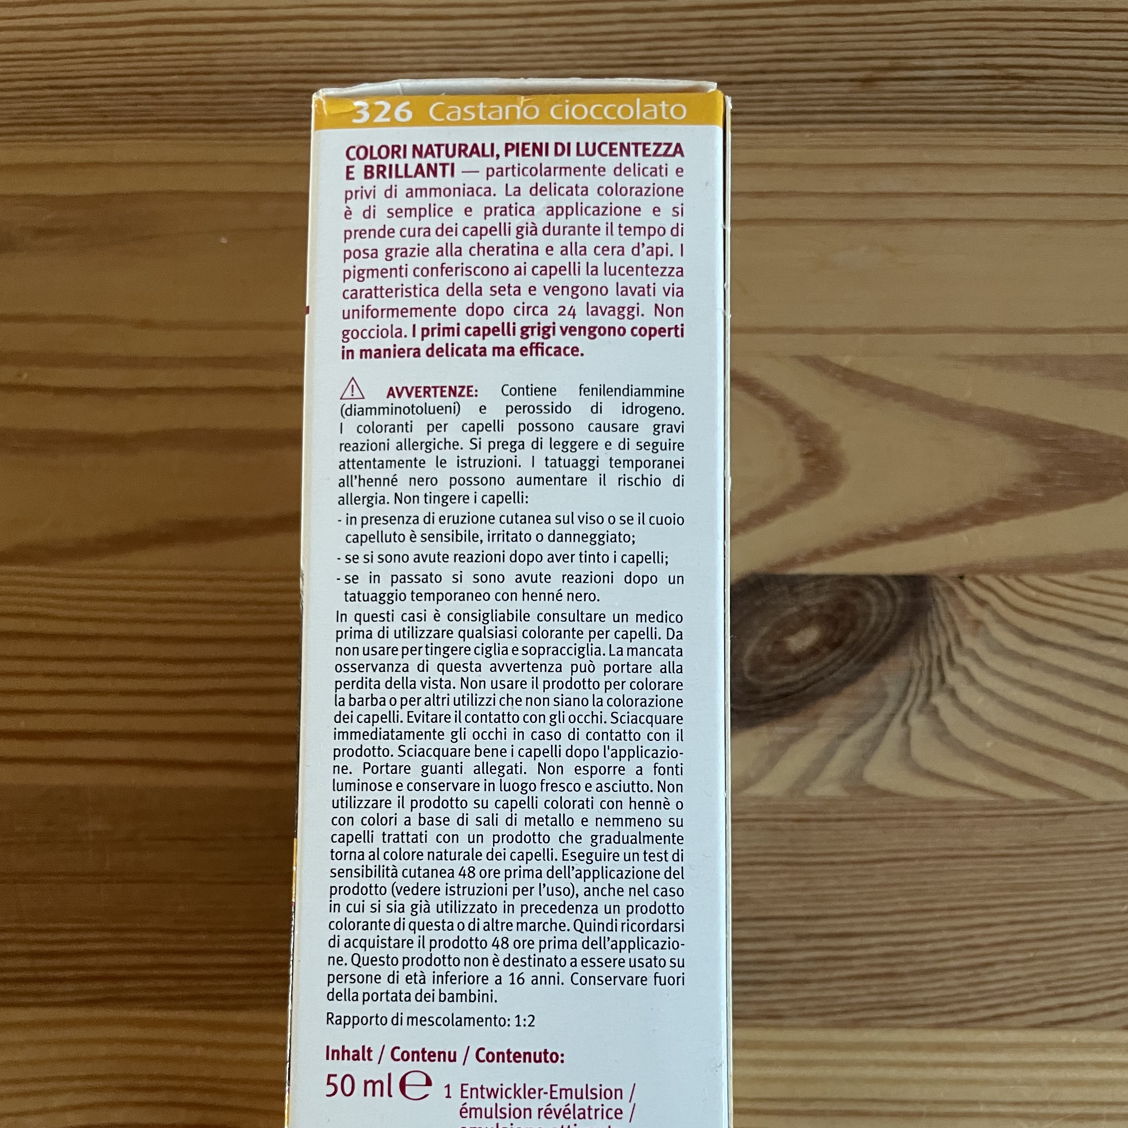 326 Castano cioccolato
COLORI NATURALI, PIENI DI LUCENTEZZA
E BRILLANTI — particolarmente delicati e
privi di ammoniaca. La delicata colorazione
è di semplice e pratica applicazione e si
prende cura dei capelli già durante il tempo di
posa grazie alla cheratina e alla cera d'api. I
pigmenti conferiscono ai capelli la lucentezza
caratteristica della seta e vengono lavati via
uniformemente dopo circa 24 lavaggi. Non
gocciola. I primi capelli grigi vengono coperti
in maniera delicata ma efficace.
AVVERTENZE: Contiene fenilendiammine
(diamminotolueni) e perossido di idrogeno.
I coloranti per capelli possono causare gravi
reazioni allergiche. Si prega di leggere e di seguire
attentamente le istruzioni. I tatuaggi temporanei
all'henné nero possono aumentare il rischio di
allergia. Non tingere i capelli:
- in presenza di eruzione cutanea sul viso o se il cuoio
capelluto è sensibile, irritato o danneggiato;
- se si sono avute reazioni dopo aver tinto i capelli;
- se in passato si sono avute reazioni dopo un
tatuaggio temporaneo con henné nero.
In questi casi è consigliabile consultare un medico
prima di utilizzare qualsiasi colorante per capelli. Da
non usare per tingere ciglia e sopracciglia. La mancata
osservanza di questa avvertenza può portare alla
perdita della vista. Non usare il prodotto per colorare
la barba o per altri utilizzi che non siano la colorazione
dei capelli. Evitare il contatto con gli occhi. Sciacquare
immediatamente gli occhi in caso di contatto con il
prodotto. Sciacquare bene i capelli dopo l'applicazio-
ne. Portare guanti allegati. Non esporre a fonti
luminose e conservare in luogo fresco e asciutto. Non
utilizzare il prodotto su capelli colorati con hennè o
con colori a base di sali di metallo e nemmeno su
capelli trattati con un prodotto che gradualmente
torna al colore naturale dei capelli. Eseguire un test di
sensibilità cutanea 48 ore prima dell'applicazione del
prodotto (vedere istruzioni per l'uso), anche nel caso
in cui si sia già utilizzato in precedenza un prodotto
colorante di questa o di altre marche. Quindi ricordarsi
di acquistare il prodotto 48 ore prima dell'applicazio-
ne. Questo prodotto non è destinato a essere usato su
persone di età inferiore a 16 anni. Conservare fuori
della portata dei bambini.
Rapporto di mescolamento: 1:2
Inhalt / Contenu / Contenuto:
50 ml ℮ 1 Entwickler-Emulsion /
émulsion révélatrice /